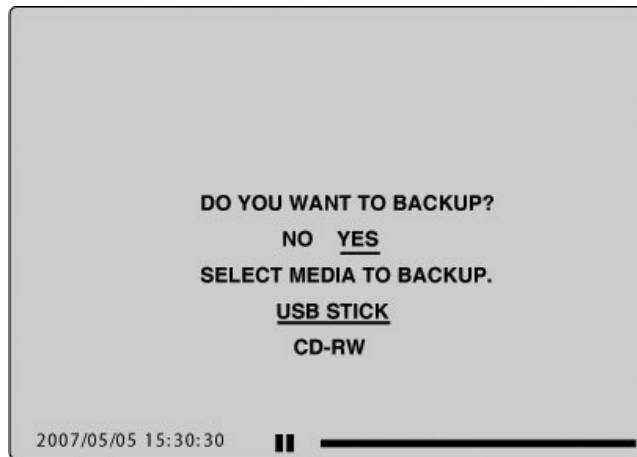 DO YOU WANT TO BACKUP?
NO YES
SELECT MEDIA TO BACKUP.
USB STICK
CD-RW
2007/05/05 15:30:30